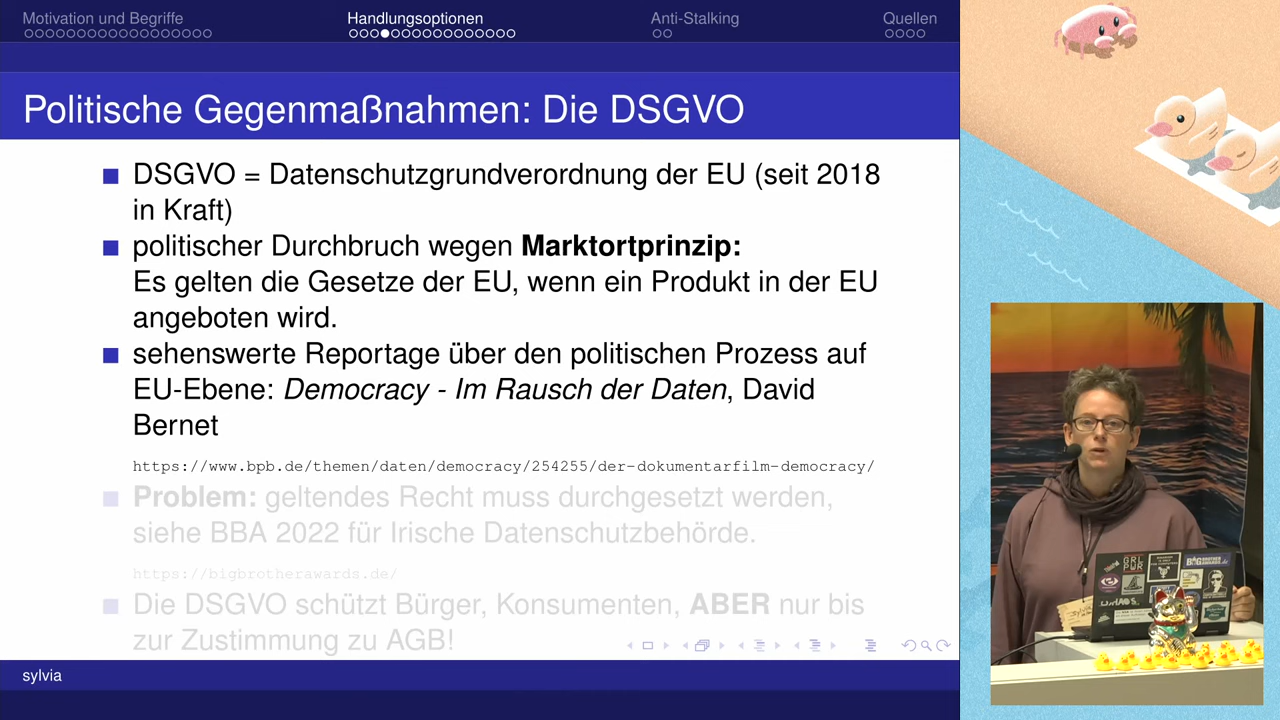 Motivation und Begriffe
Handlungsoptionen
Anti-Stalking
Quellen
Politische Gegenmaßnahmen: Die DSGVO
DSGVO = Datenschutzgrundverordnung der EU (seit 2018
in Kraft)
politischer Durchbruch wegen Marktortprinzip:
Es gelten die Gesetze der EU, wenn ein Produkt in der EU
angeboten wird.
sehenswerte Reportage über den politischen Prozess auf
EU-Ebene: Democracy - Im Rausch der Daten, David
Bernet
https://www.bpb.de/themen/daten/democracy/254255/der-dokumentarfilm-democracy/
Problem: geltendes Recht muss durchgesetzt werden,
siehe BBA 2022 für Irische Datenschutzbehörde.
https://bigbrotherawards.de/
Die DSGVO schützt Bürger, Konsumenten, ABER nur bis
zur Zustimmung zu AGB!
sylvia